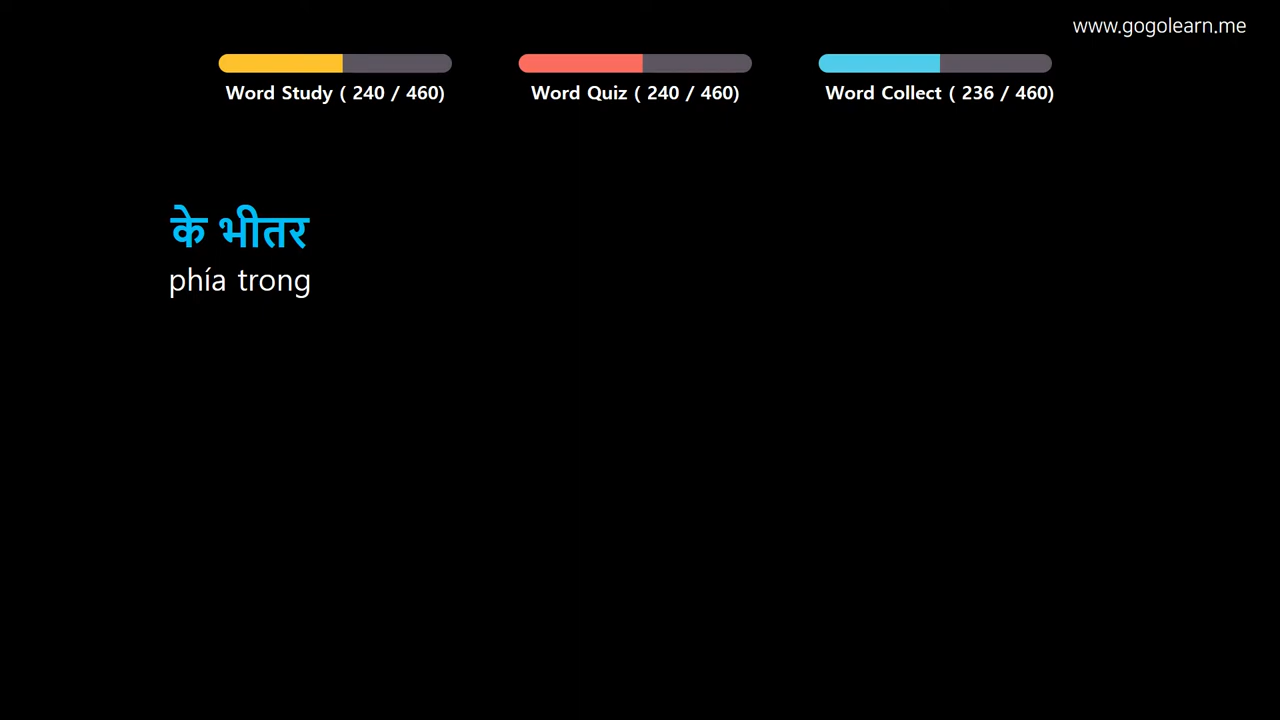 www.gogolearn.me
Word Study ( 240 / 460)
Word Quiz ( 240 / 460)
Word Collect ( 236 / 460)
के भीतर
phía trong